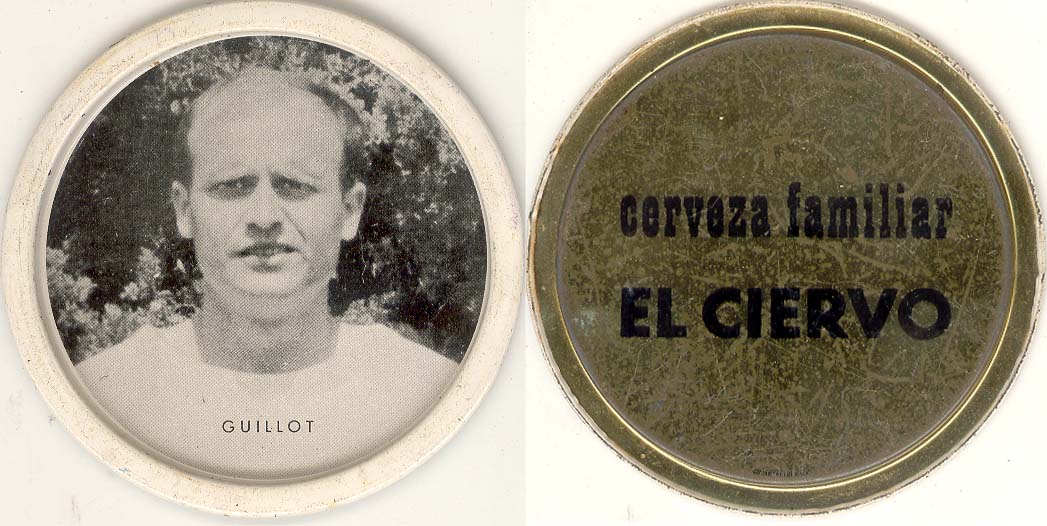 GUILLOT
cerveza familiar
EL CIERVO